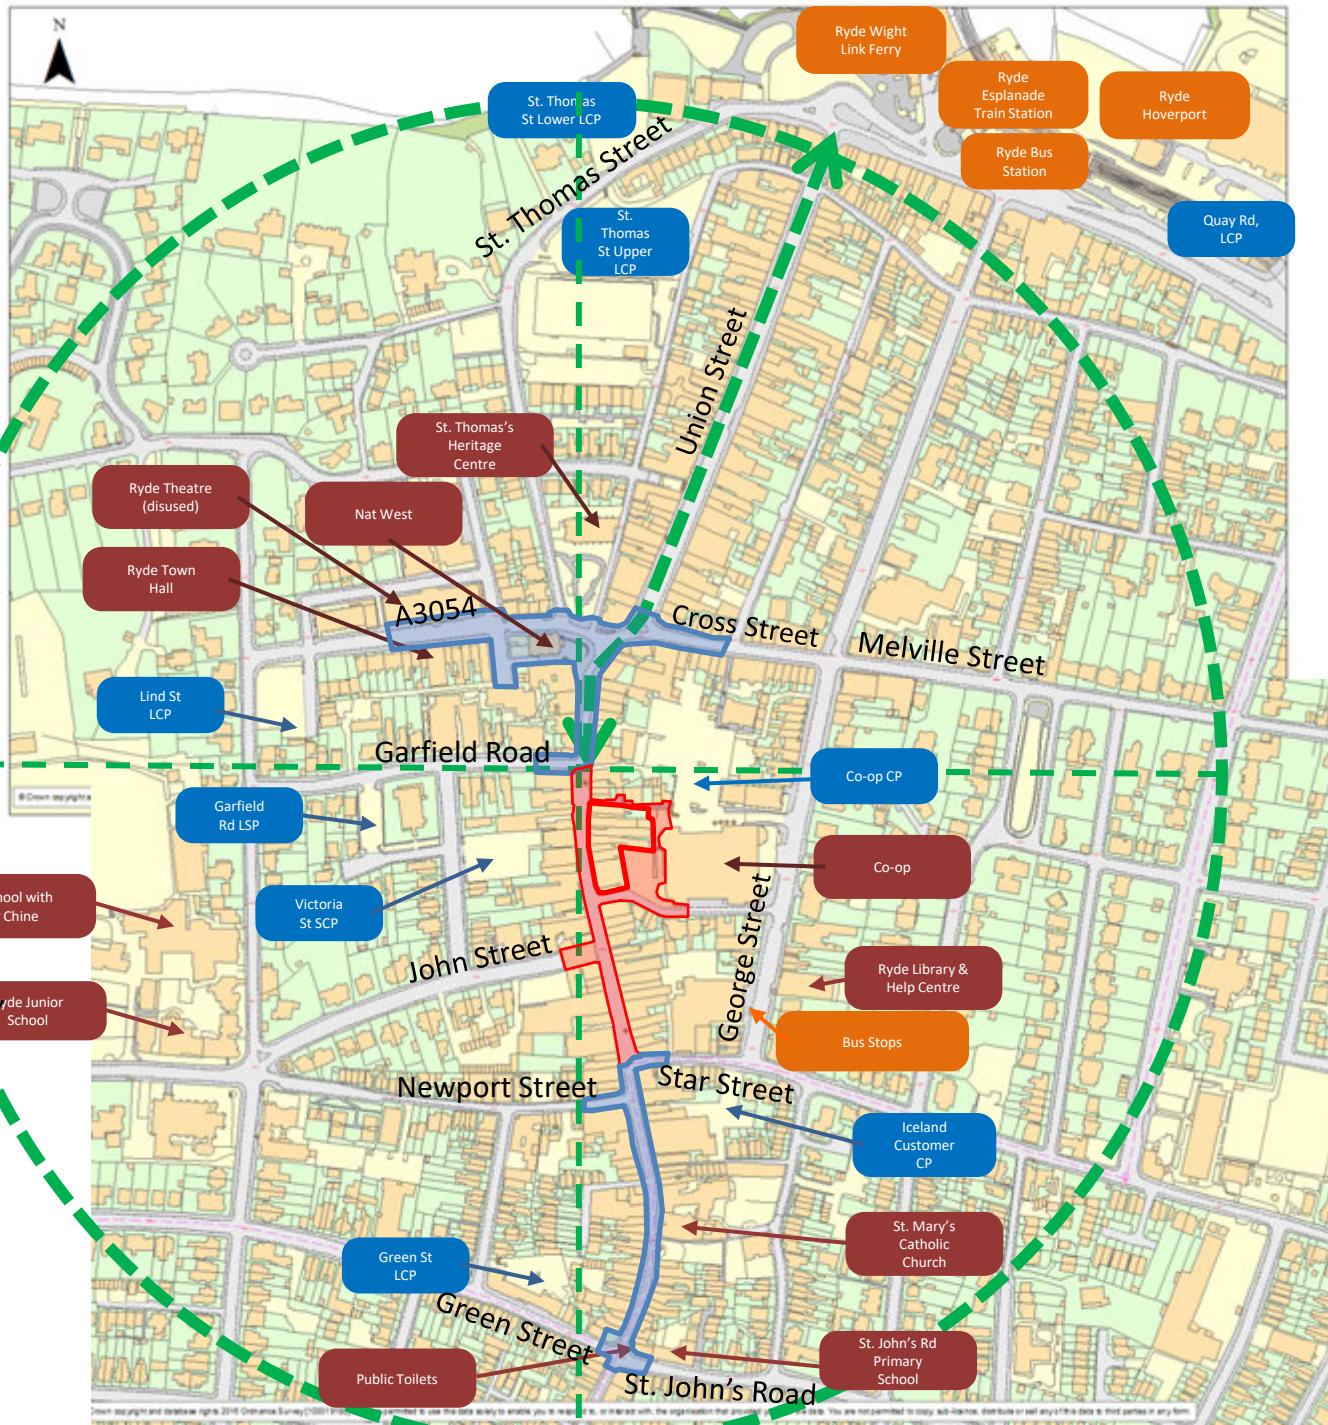 N
Ryde Wight
Link Ferry
Ryde
Esplanade
Train Station
Ryde
Hoverport
St. Thomas
St Lower LCP
Ryde Bus
Station
St. Thomas Street
St.
Thomas
St Upper
LCP
Quay Rd,
LCP
Union Street
St. Thomas's
Heritage
Centre
Ryde Theatre
(disused)
Nat West
Ryde Town
Hall
A3054
Cross Street
Melville Street
Lind St
LCP
Garfield Road
Co-op CP
Garfield
Rd LSP
Co-op
Victoria
St SCP
hool with
Chine
John Street
George Street
Ryde Library &
Help Centre
yde Junior
School
Bus Stops
Newport Street
Star Street
Iceland
Customer
CP
St. Mary's
Catholic
Church
Green St
LCP
Green Street
St. John's Rd
Primary
School
Public Toilets
St. John's Road